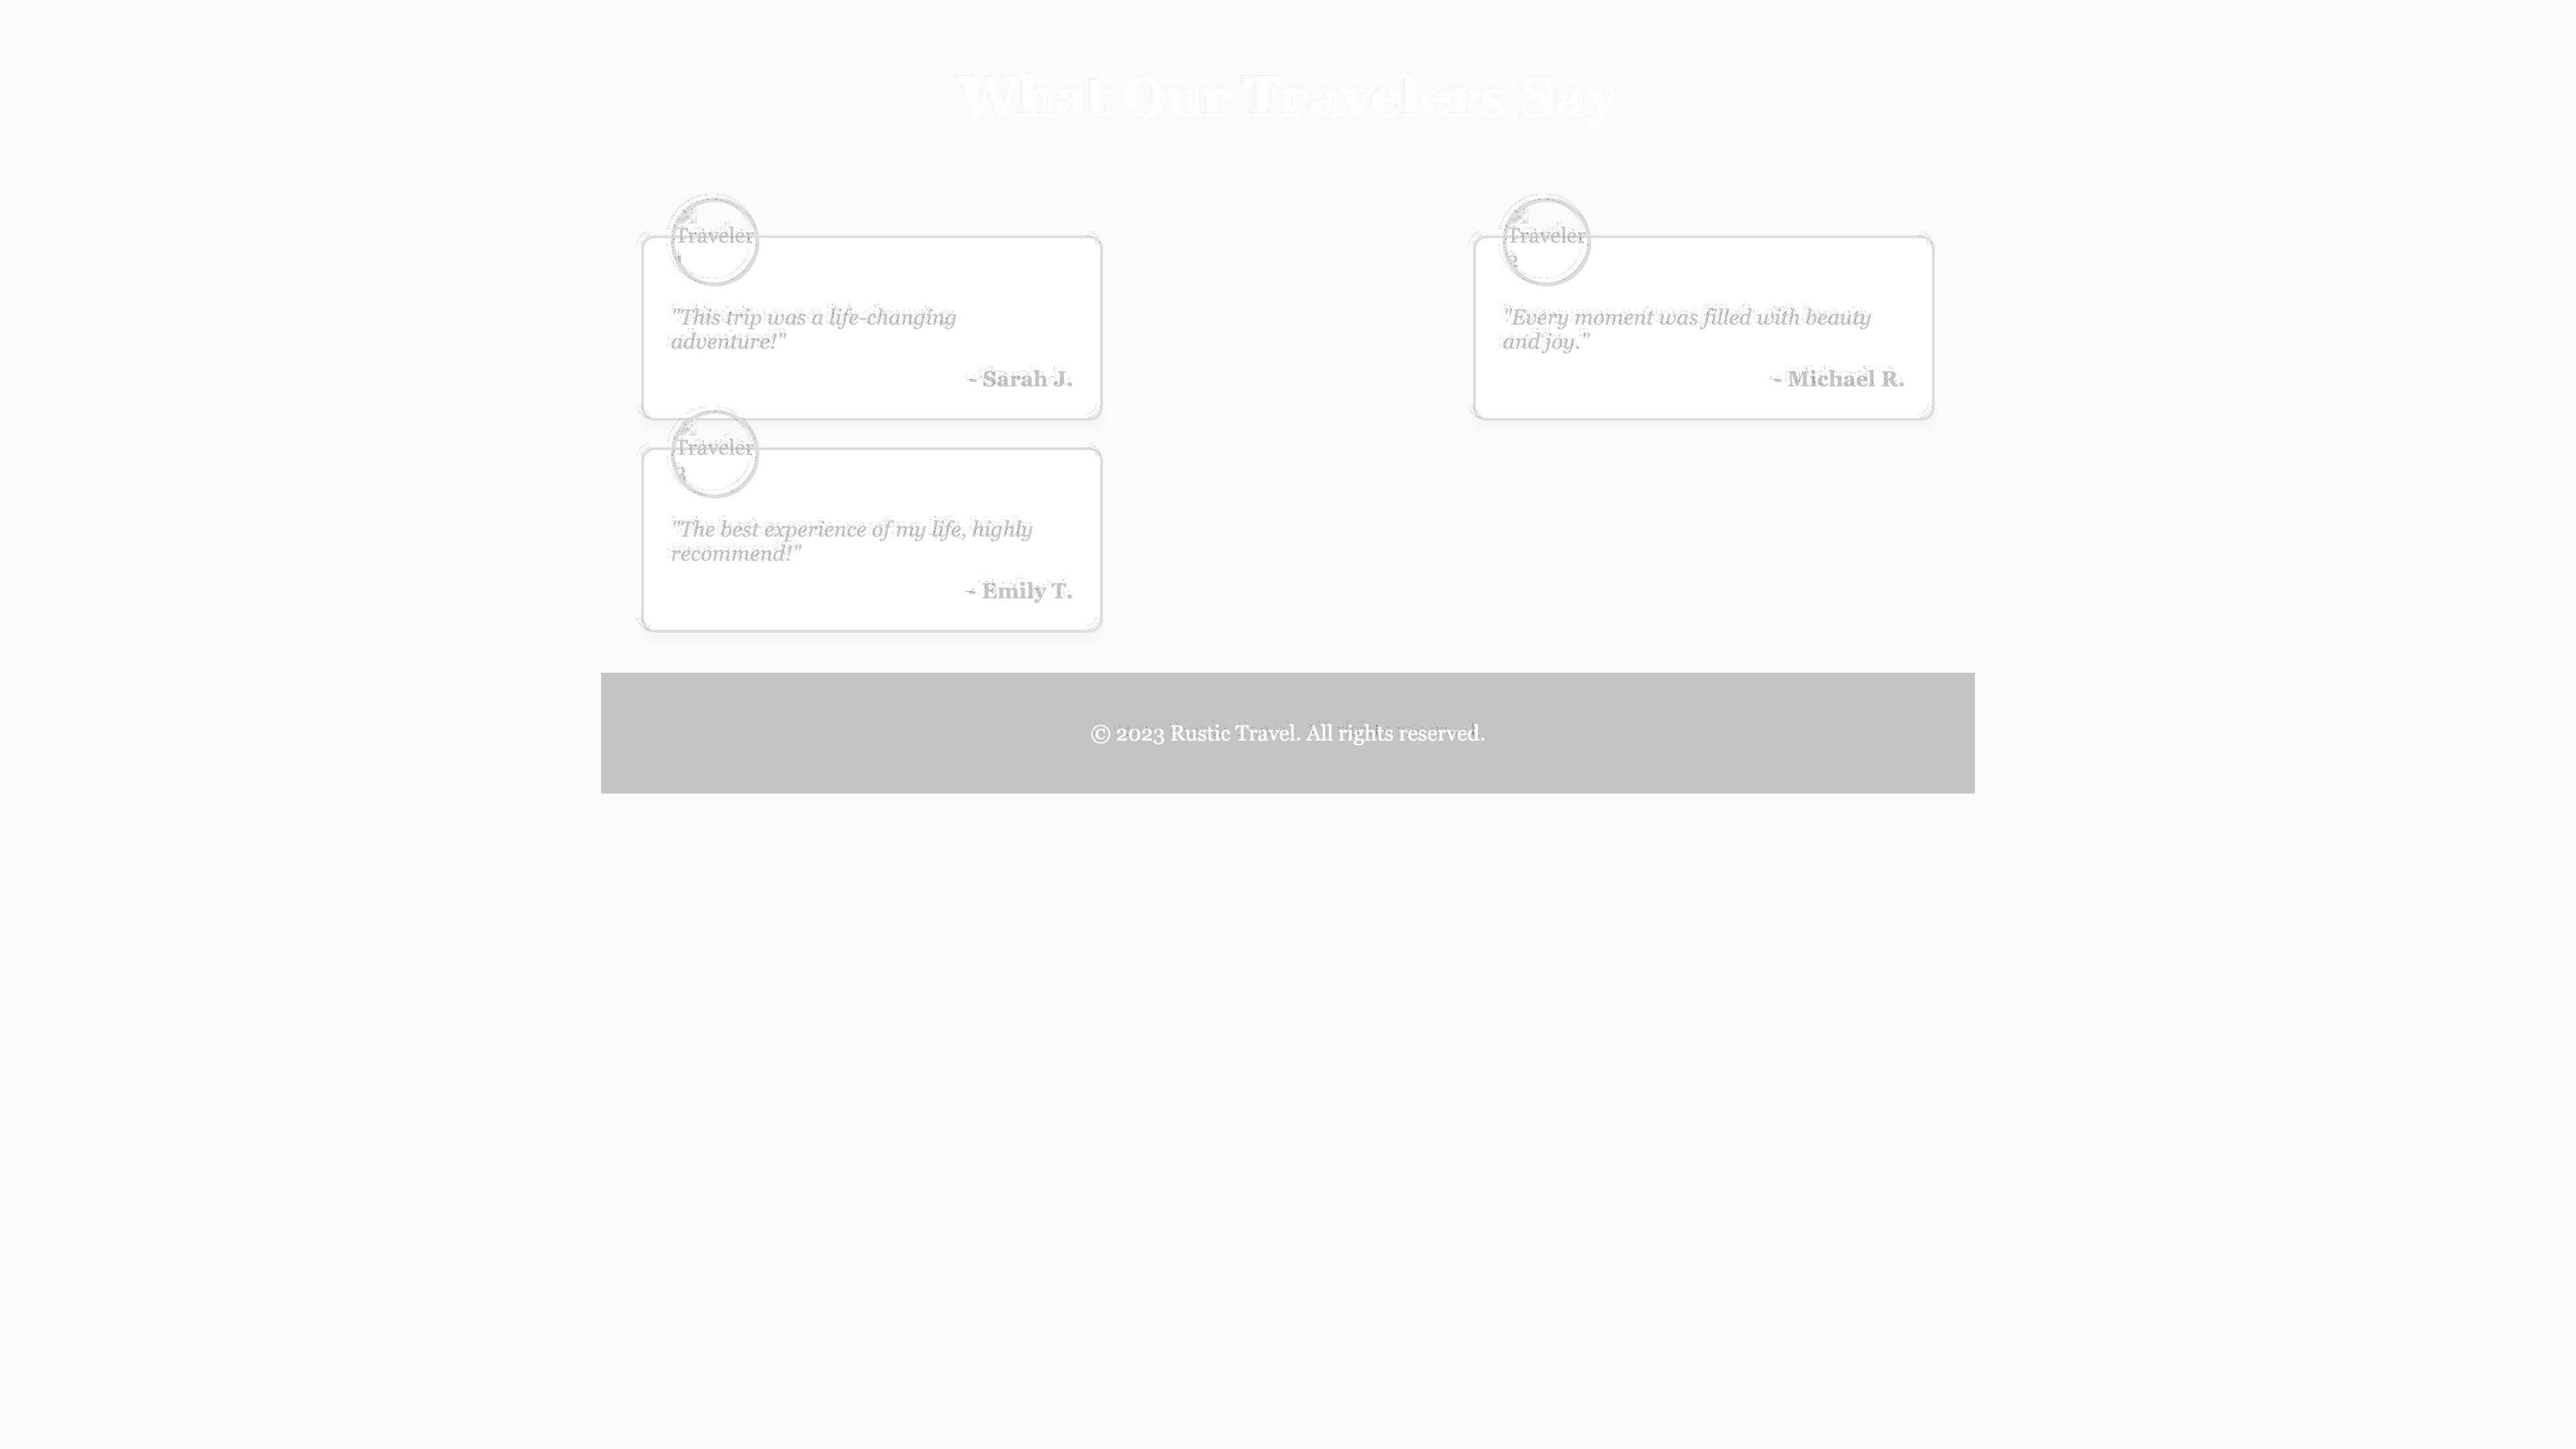 What Our Travelers Say
Traveler
1
"This trip was a life-changing
adventure!"
- Sarah J.
Traveler
2
"Every moment was filled with beauty
and joy."
- Michael R.
Traveler
3
"The best experience of my life, highly
recommend!"
- Emily T.
© 2023 Rustic Travel. All rights reserved.